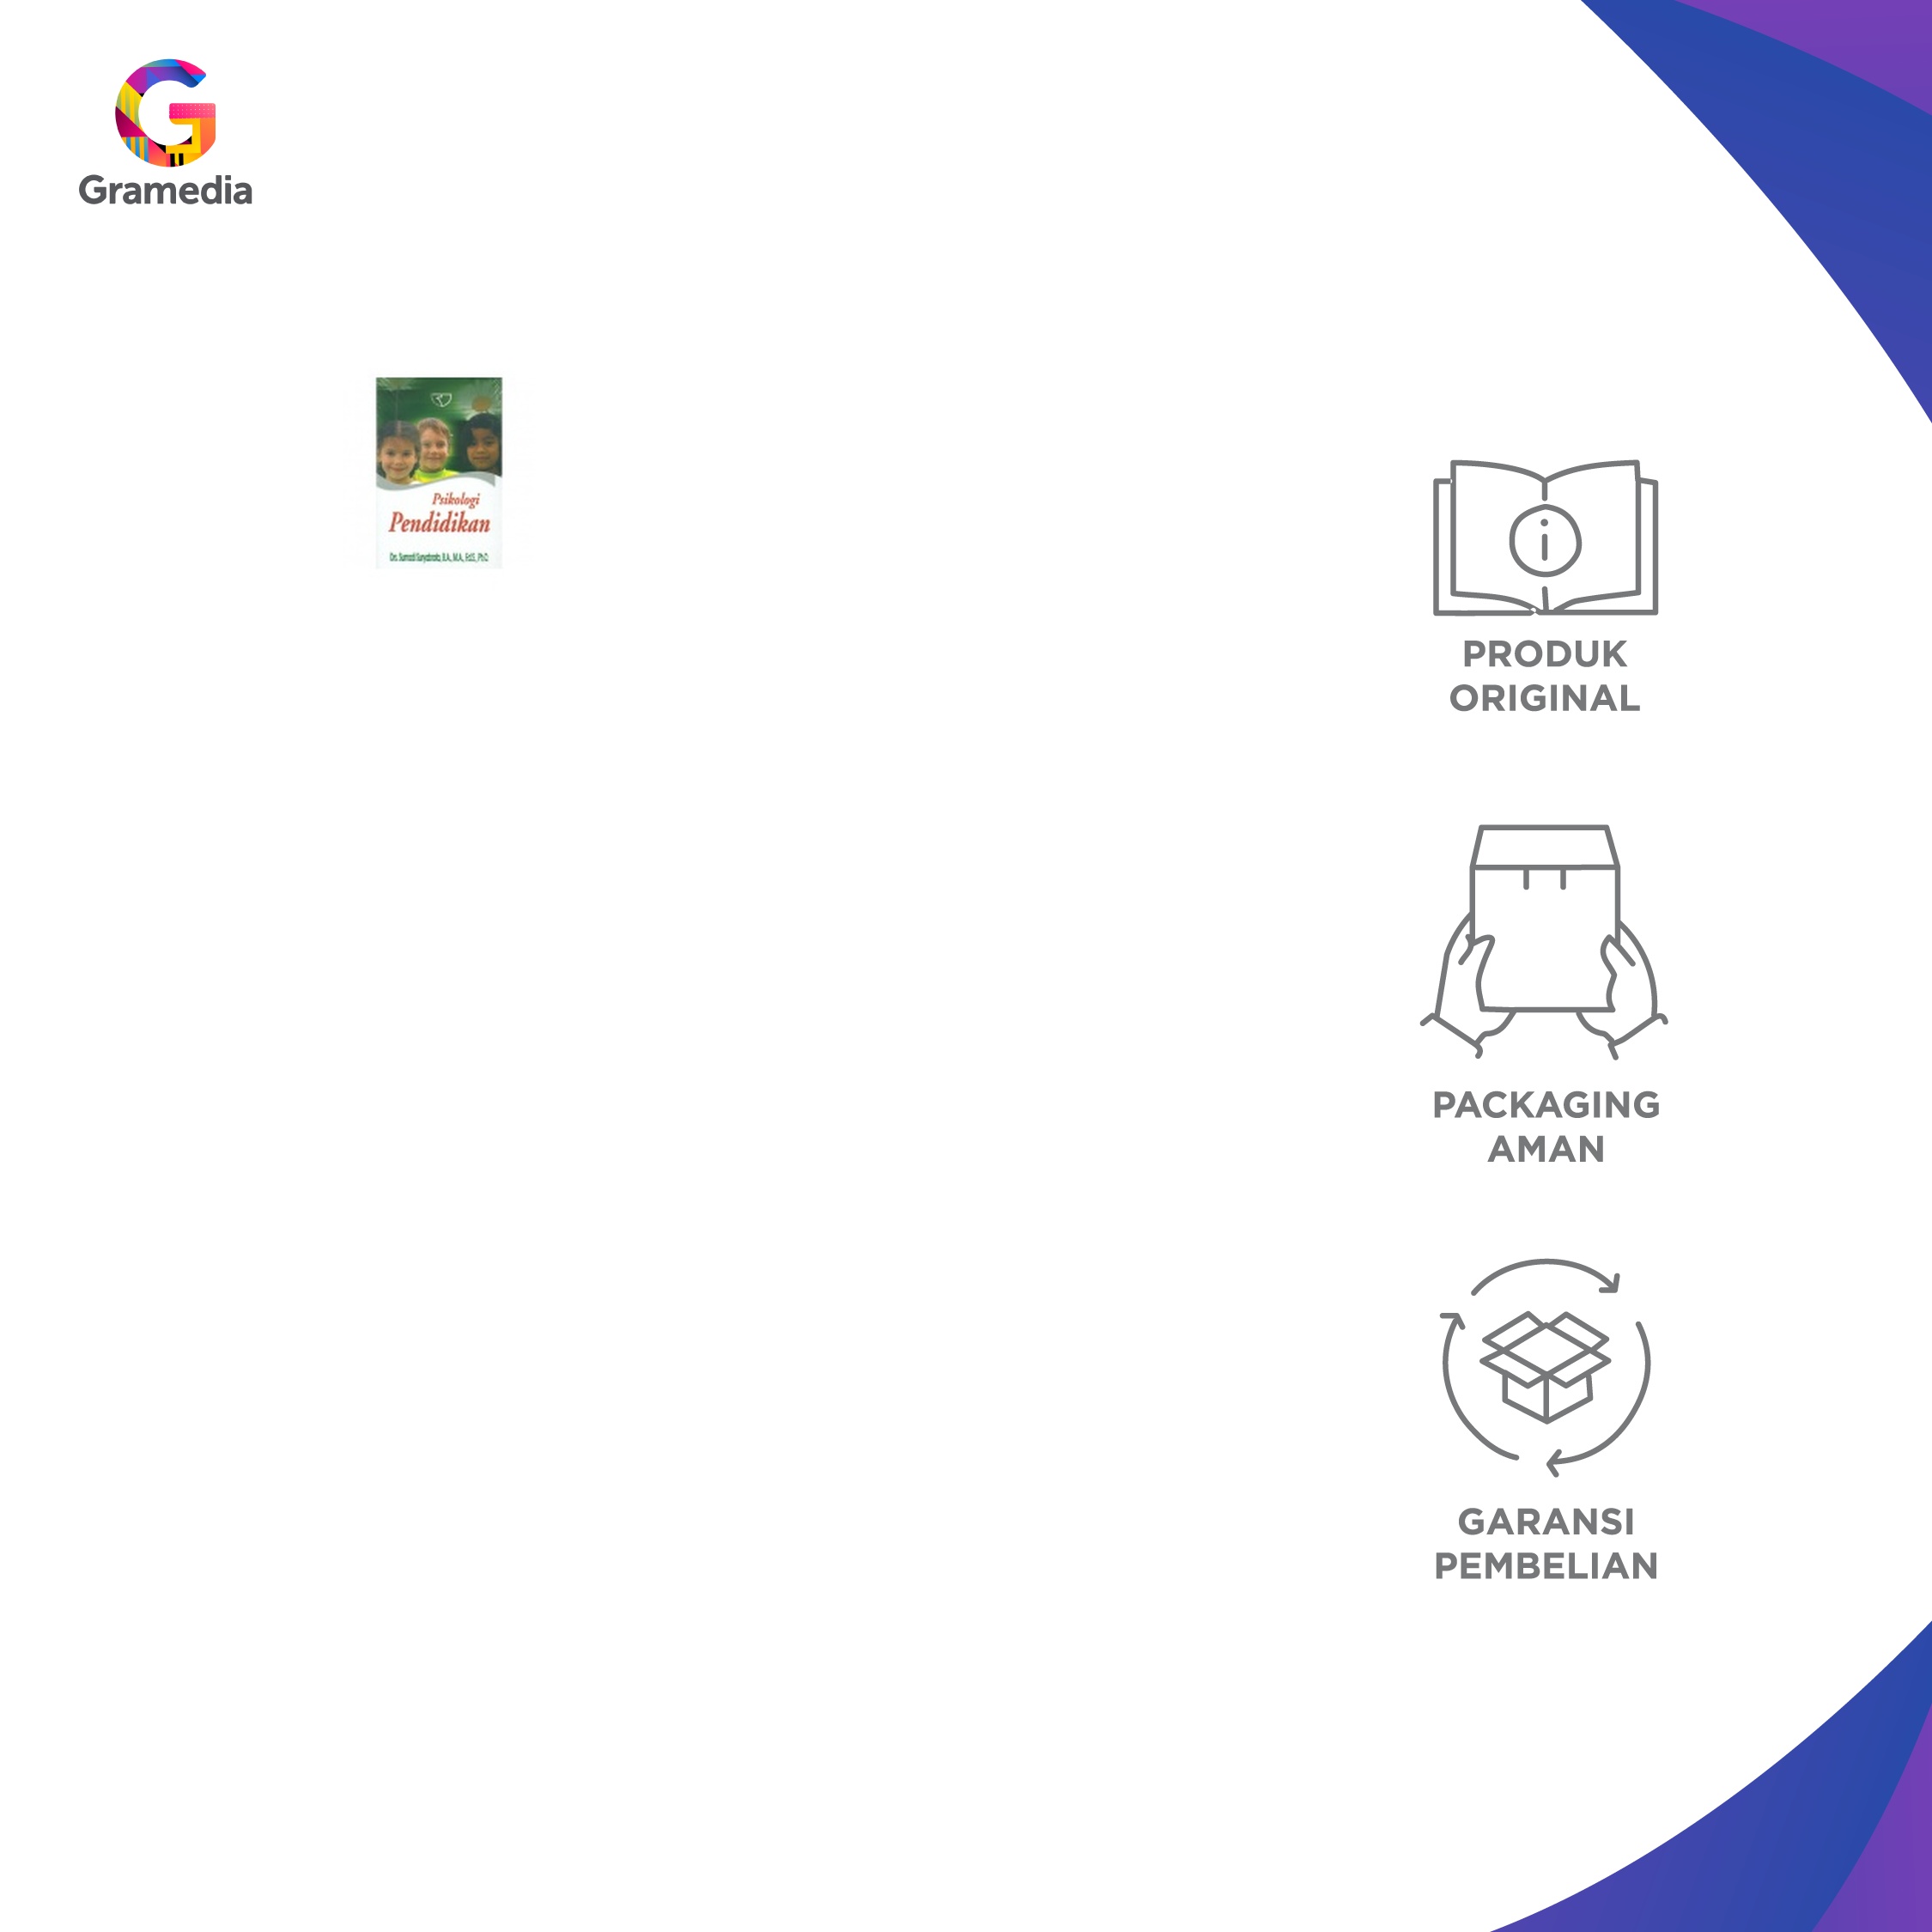 Gramedia
Psikologi
Pendidikan
Drs. Sumadi Suryabrata, B.A., M.A., Ed.S., Ph.D.
PRODUK
ORIGINAL
PACKAGING
AMAN
GARANSI
PEMBELIAN